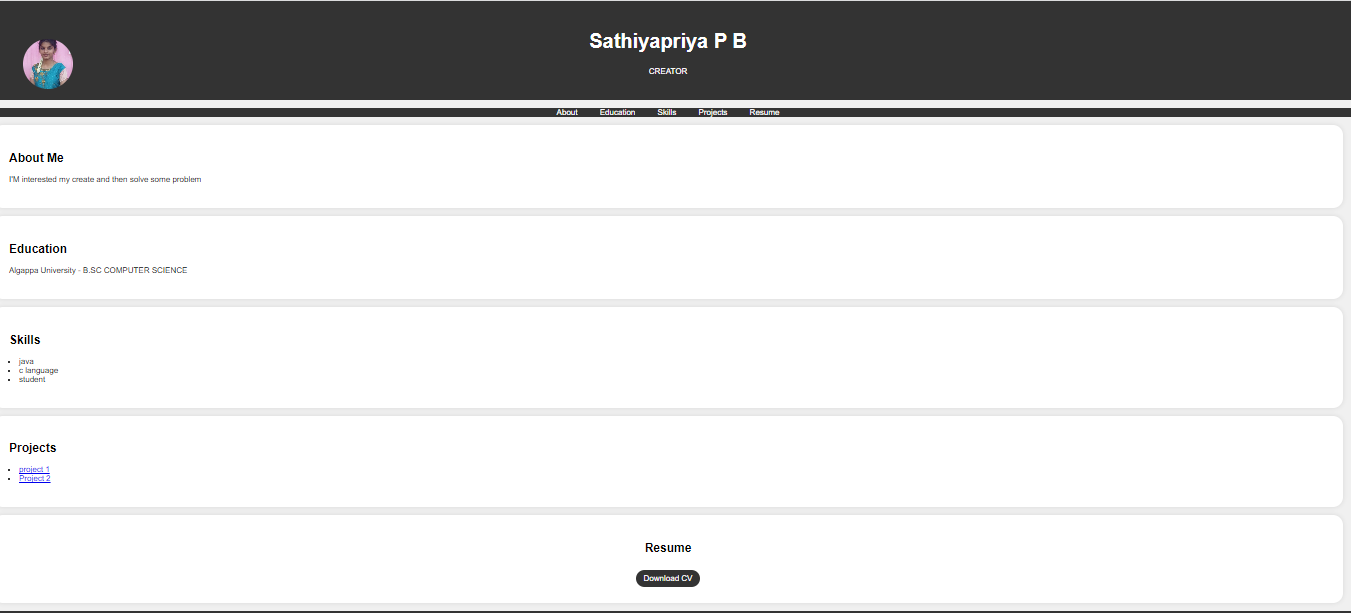 Sathiyapriya P B
CREATOR
About Education Skills Projects Resume
About Me
I'M interested my create and then solve some problem
Education
Algappa University - B.SC COMPUTER SCIENCE
Skills
java
c language
student
Projects
project 1
Project 2
Resume
Download CV